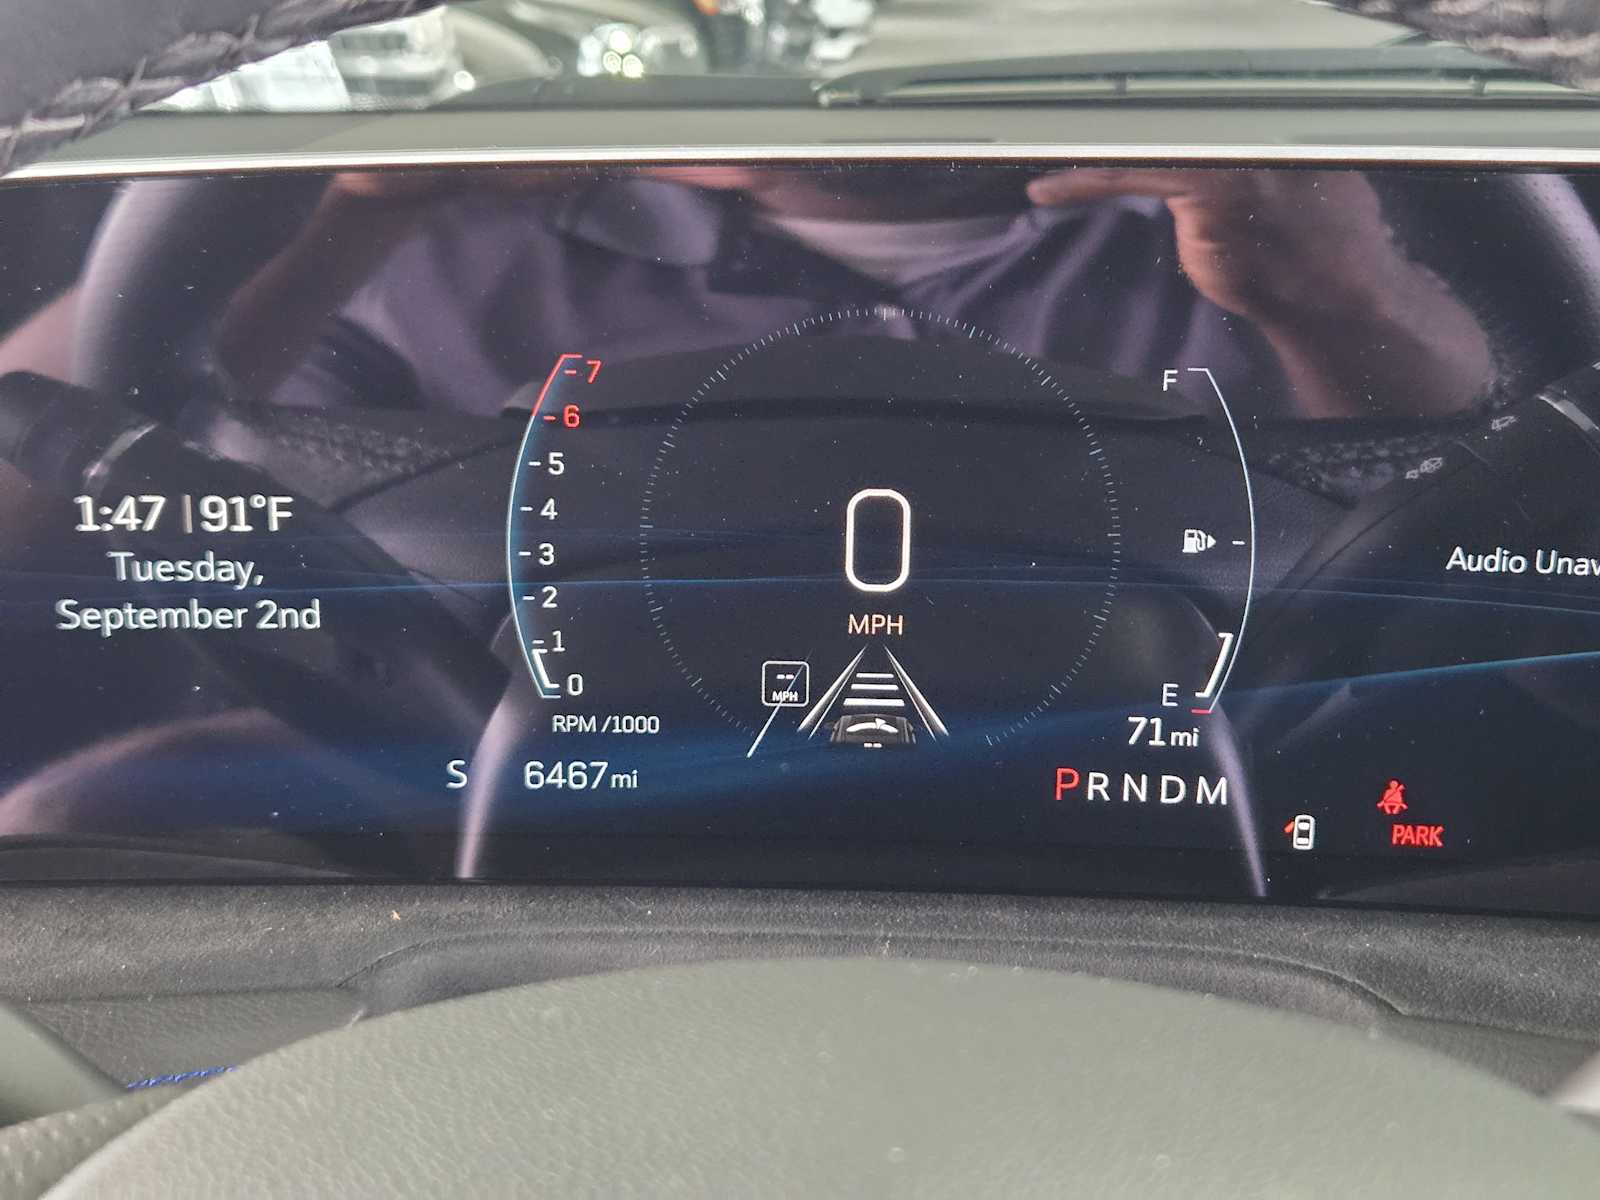 1:47 | 91°F
Tuesday,
September 2nd
7
6
5
4
3
2
1
0
RPM /1000
S 6467 mi
0
MPH
--
MPH
--
F
E
71 mi
P R N D M
Audio Unav
PARK